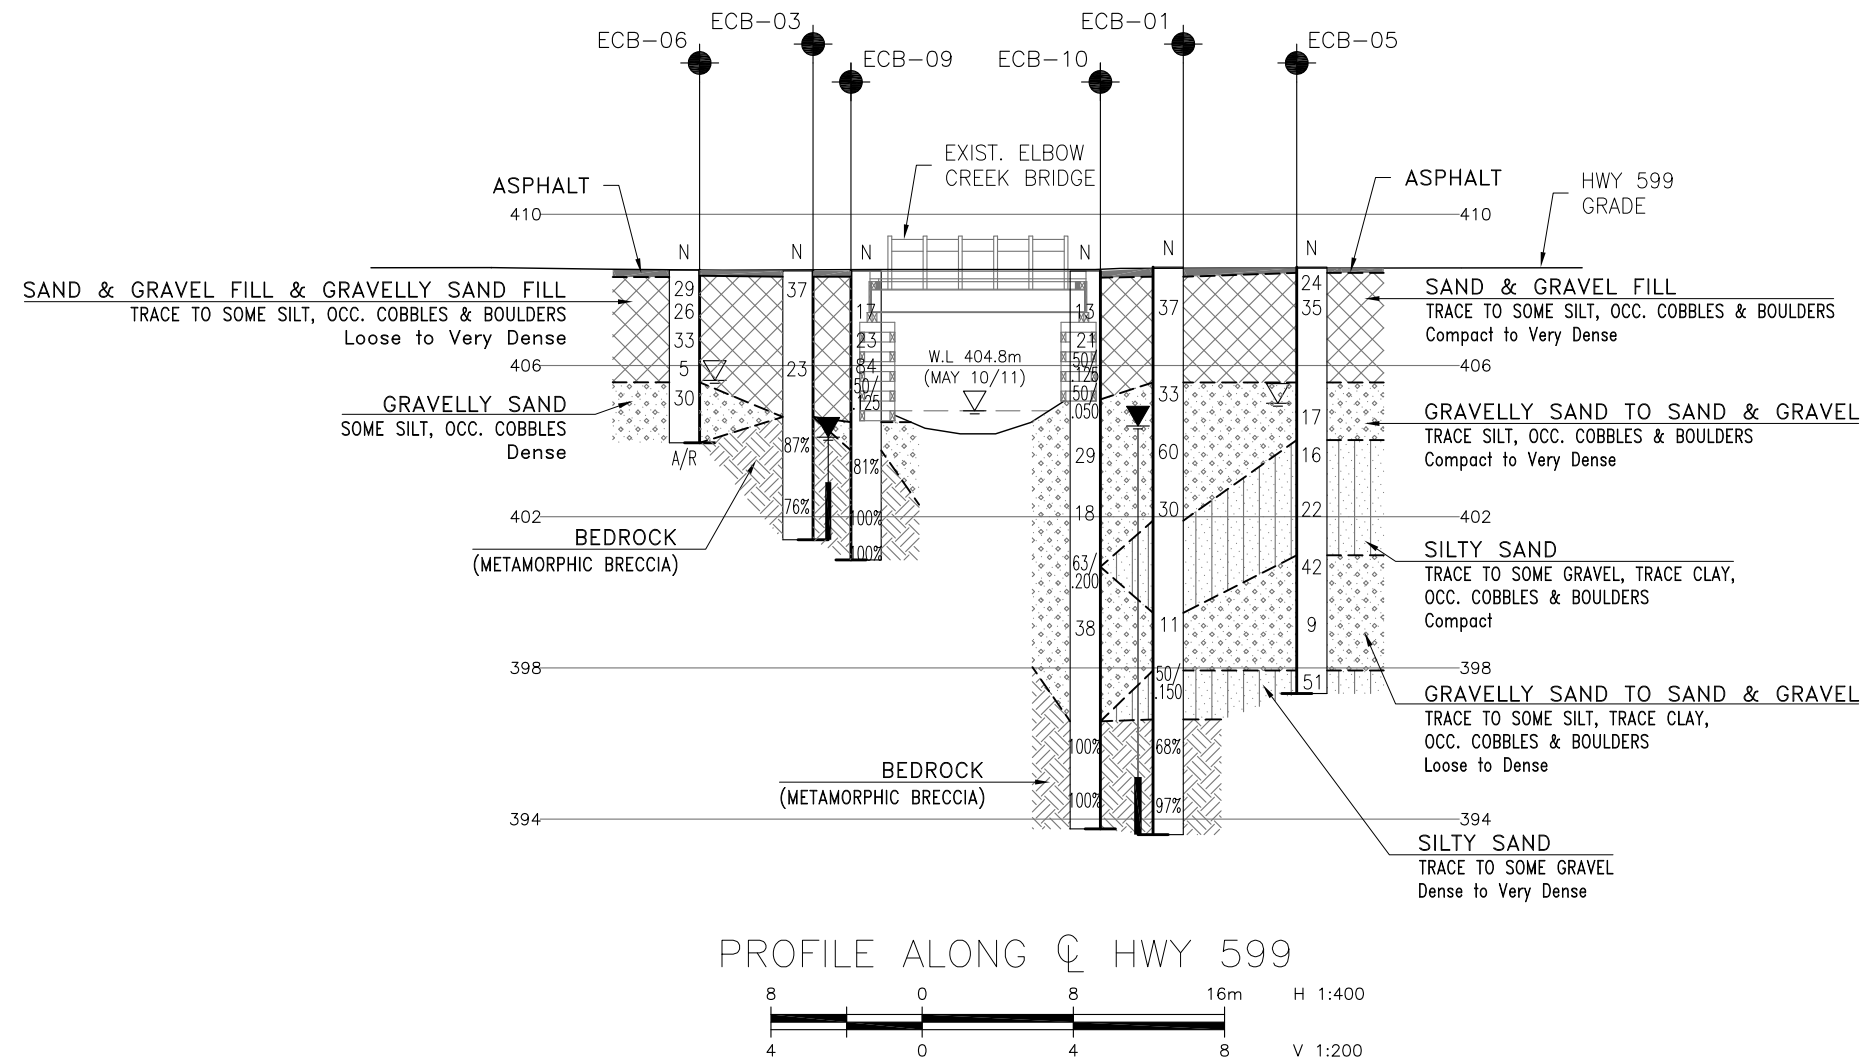 ECB-03
ECB-01
ECB-06
ECB-05
ECB-09
ECB-10
EXIST. ELBOW
CREEK BRIDGE
ASPHALT
ASPHALT
HWY 599
GRADE
410
410
N
N
N
N
N
N
SAND & GRAVEL FILL & GRAVELLY SAND FILL
TRACE TO SOME SILT, OCC. COBBLES & BOULDERS
Loose to Very Dense
406
GRAVELLY SAND
SOME SILT, OCC. COBBLES
Dense
402
BEDROCK
(METAMORPHIC BRECCIA)
398
394
29
26
33
5
30
A/R
37
23
87%
76%
17
23
84
50/
.125
81%
100%
100%
W.L 404.8m
(MAY 10/11)
13
21
50/
.125
50/
.050
29
18
63/
.200
38
100%
100%
37
33
60
30
11
50/
.150
68%
97%
24
35
17
16
22
42
9
51
BEDROCK
(METAMORPHIC BRECCIA)
SAND & GRAVEL FILL
TRACE TO SOME SILT, OCC. COBBLES & BOULDERS
Compact to Very Dense
406
GRAVELLY SAND TO SAND & GRAVEL
TRACE SILT, OCC. COBBLES & BOULDERS
Compact to Very Dense
402
SILTY SAND
TRACE TO SOME GRAVEL, TRACE CLAY,
OCC. COBBLES & BOULDERS
Compact
398
GRAVELLY SAND TO SAND & GRAVEL
TRACE TO SOME SILT, TRACE CLAY,
OCC. COBBLES & BOULDERS
Loose to Dense
394
SILTY SAND
TRACE TO SOME GRAVEL
Dense to Very Dense
PROFILE ALONG ℄ HWY 599
8 0 8 16m H 1:400
4 0 4 8 V 1:200